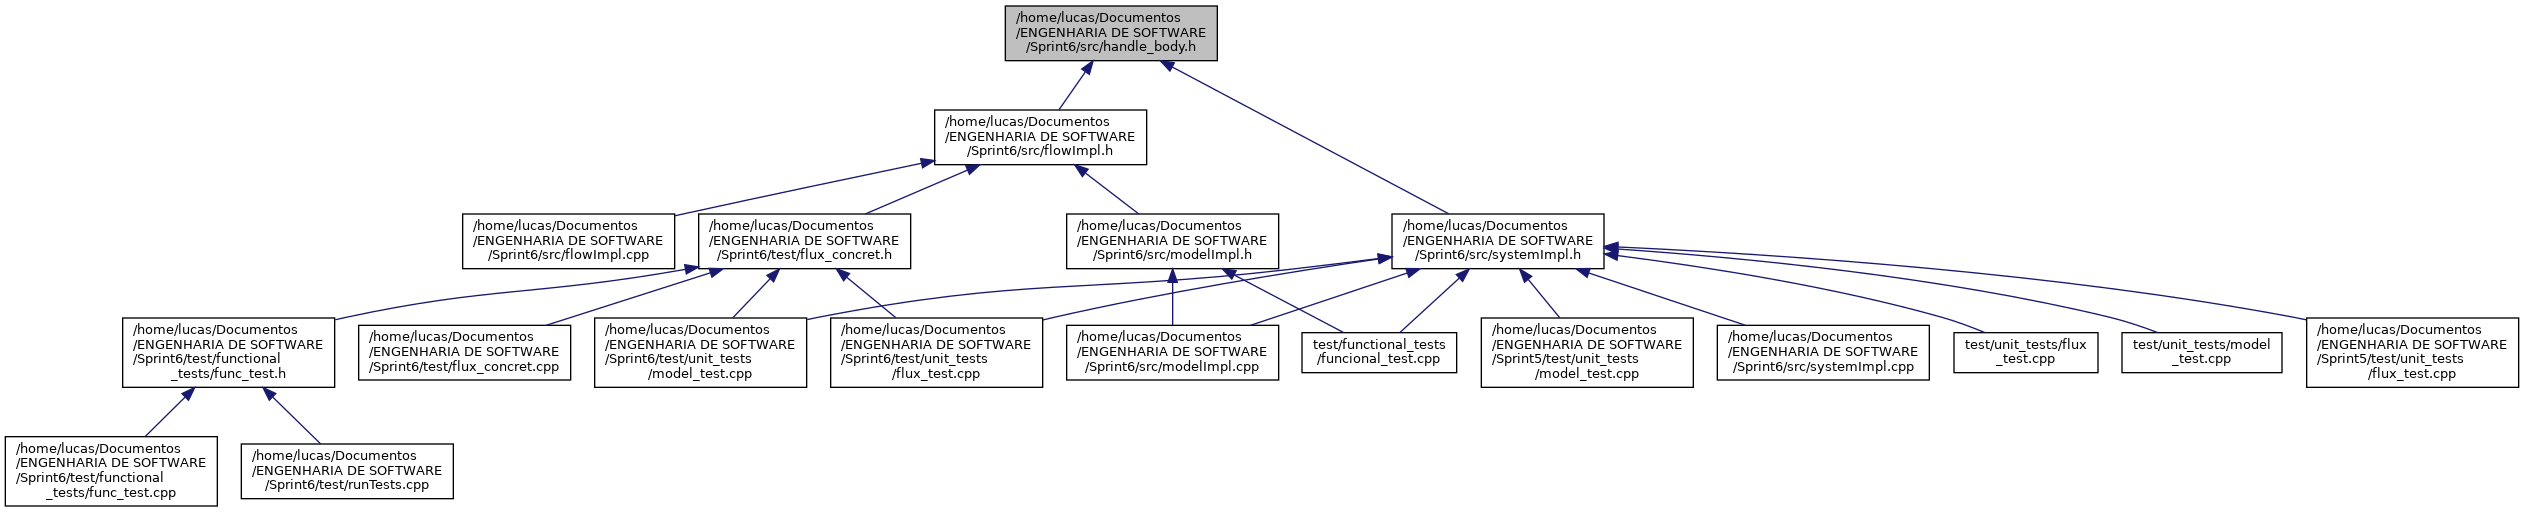 /home/lucas/Documentos
/ENGENHARIA DE SOFTWARE
/Sprint6/src/handle_body.h
/home/lucas/Documentos
/ENGENHARIA DE SOFTWARE
/Sprint6/src/flowImpl.h
/home/lucas/Documentos
/ENGENHARIA DE SOFTWARE
/Sprint6/src/flowImpl.cpp
/home/lucas/Documentos
/ENGENHARIA DE SOFTWARE
/Sprint6/test/flux_concret.h
/home/lucas/Documentos
/ENGENHARIA DE SOFTWARE
/Sprint6/src/modelImpl.h
/home/lucas/Documentos
/ENGENHARIA DE SOFTWARE
/Sprint6/src/systemImpl.h
/home/lucas/Documentos
/ENGENHARIA DE SOFTWARE
/Sprint6/test/functional
_tests/func_test.h
/home/lucas/Documentos
/ENGENHARIA DE SOFTWARE
/Sprint6/test/flux_concret.cpp
/home/lucas/Documentos
/ENGENHARIA DE SOFTWARE
/Sprint6/test/unit_tests
/model_test.cpp
/home/lucas/Documentos
/ENGENHARIA DE SOFTWARE
/Sprint6/test/unit_tests
/flux_test.cpp
/home/lucas/Documentos
/ENGENHARIA DE SOFTWARE
/Sprint6/src/modelImpl.cpp
test/functional_tests
/funcional_test.cpp
/home/lucas/Documentos
/ENGENHARIA DE SOFTWARE
/Sprint5/test/unit_tests
/model_test.cpp
/home/lucas/Documentos
/ENGENHARIA DE SOFTWARE
/Sprint6/src/systemImpl.cpp
test/unit_tests/flux
_test.cpp
test/unit_tests/model
_test.cpp
/home/lucas/Documentos
/ENGENHARIA DE SOFTWARE
/Sprint5/test/unit_tests
/flux_test.cpp
/home/lucas/Documentos
/ENGENHARIA DE SOFTWARE
/Sprint6/test/functional
_tests/func_test.cpp
/home/lucas/Documentos
/ENGENHARIA DE SOFTWARE
/Sprint6/test/runTests.cpp